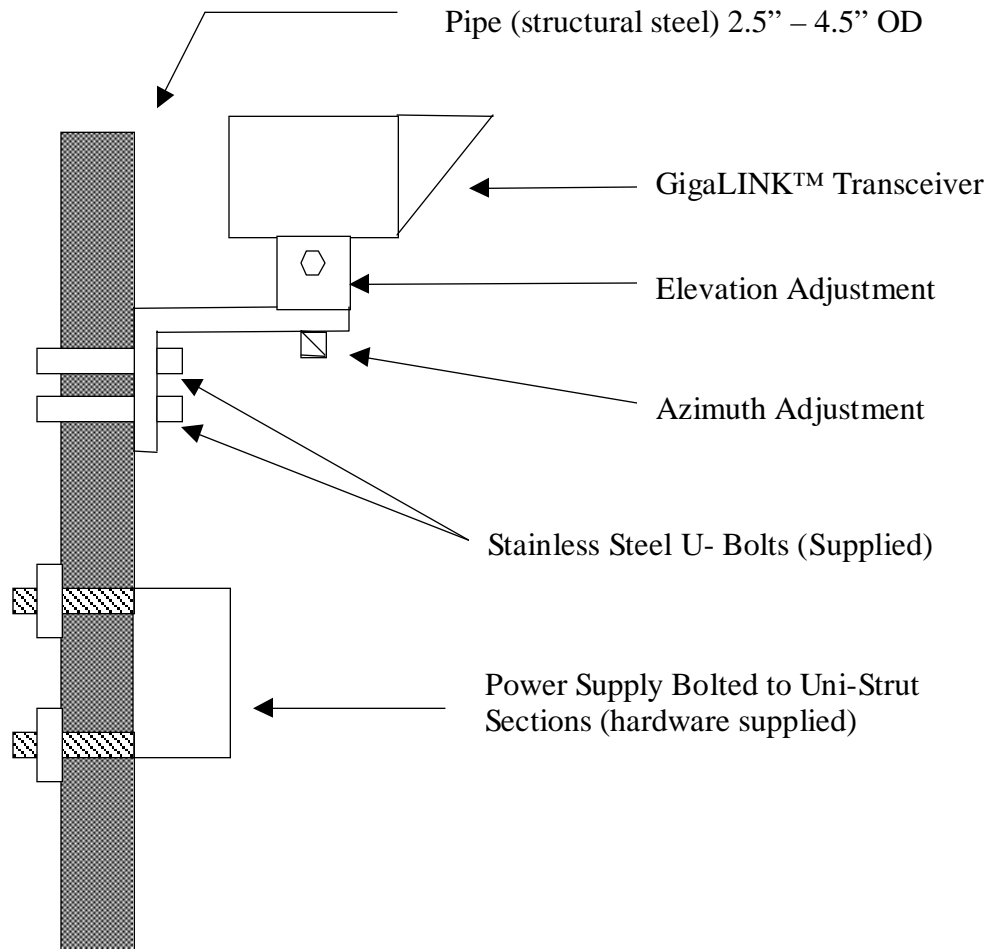 Pipe (structural steel) 2.5” – 4.5” OD
GigaLINK™ Transceiver
Elevation Adjustment
Azimuth Adjustment
Stainless Steel U- Bolts (Supplied)
Power Supply Bolted to Uni-Strut
Sections (hardware supplied)